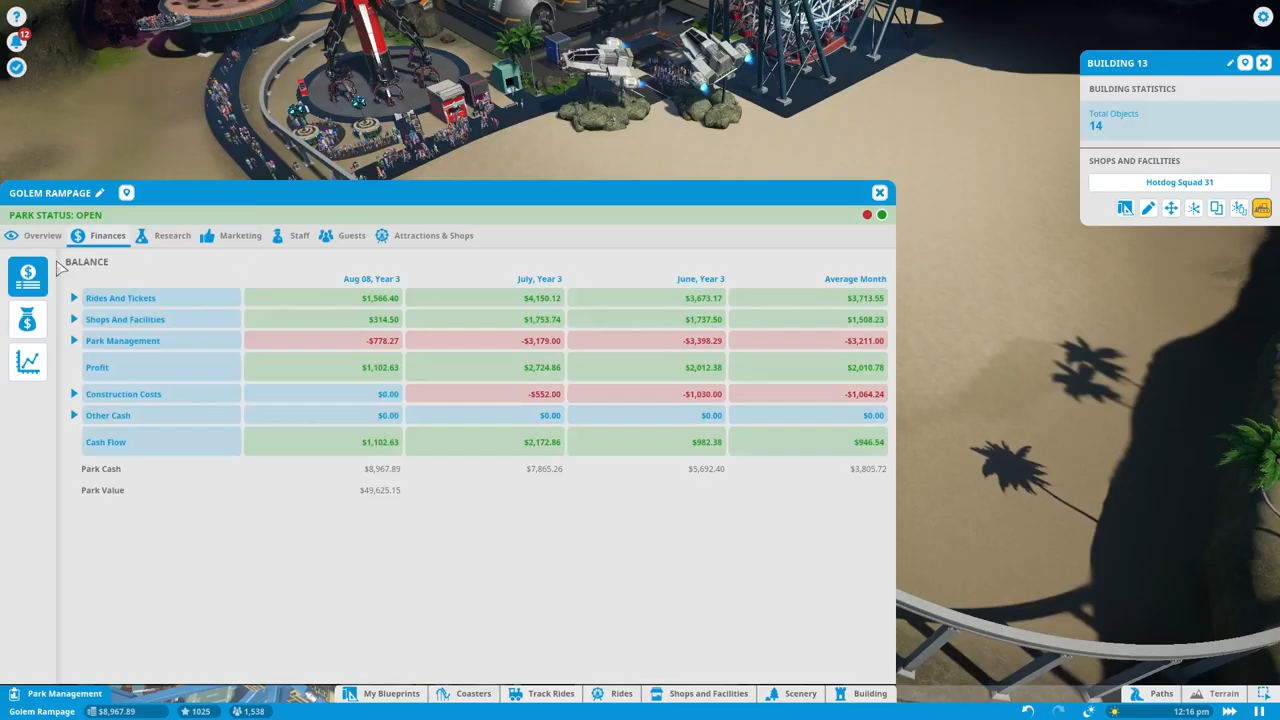 ?
12
BUILDING 13
BUILDING STATISTICS
Total Objects
14
SHOPS AND FACILITIES
Hotdog Squad 31
GOLEM RAMPAGE
PARK STATUS: OPEN
Overview Finances Research Marketing Staff Guests Attractions & Shops
BALANCE
Aug 08, Year 3 July, Year 3 June, Year 3 Average Month
Rides And Tickets $1,566.40 $4,150.12 $3,673.17 $3,713.55
Shops And Facilities $314.50 $1,753.74 $1,737.50 $1,508.23
Park Management -$778.27 -$3,179.00 -$3,398.29 -$3,211.00
Profit $1,102.63 $2,724.86 $2,012.38 $2,010.78
Construction Costs $0.00 -$552.00 -$1,030.00 -$1,064.24
Other Cash $0.00 $0.00 $0.00 $0.00
Cash Flow $1,102.63 $2,172.86 $982.38 $946.54
Park Cash $8,967.89 $7,865.26 $5,692.40 $3,805.72
Park Value $49,625.15
Park Management My Blueprints Coasters Track Rides Rides Shops and Facilities Scenery Building Paths Terrain
Golem Rampage $8,967.89 1025 1,538 12:16 pm